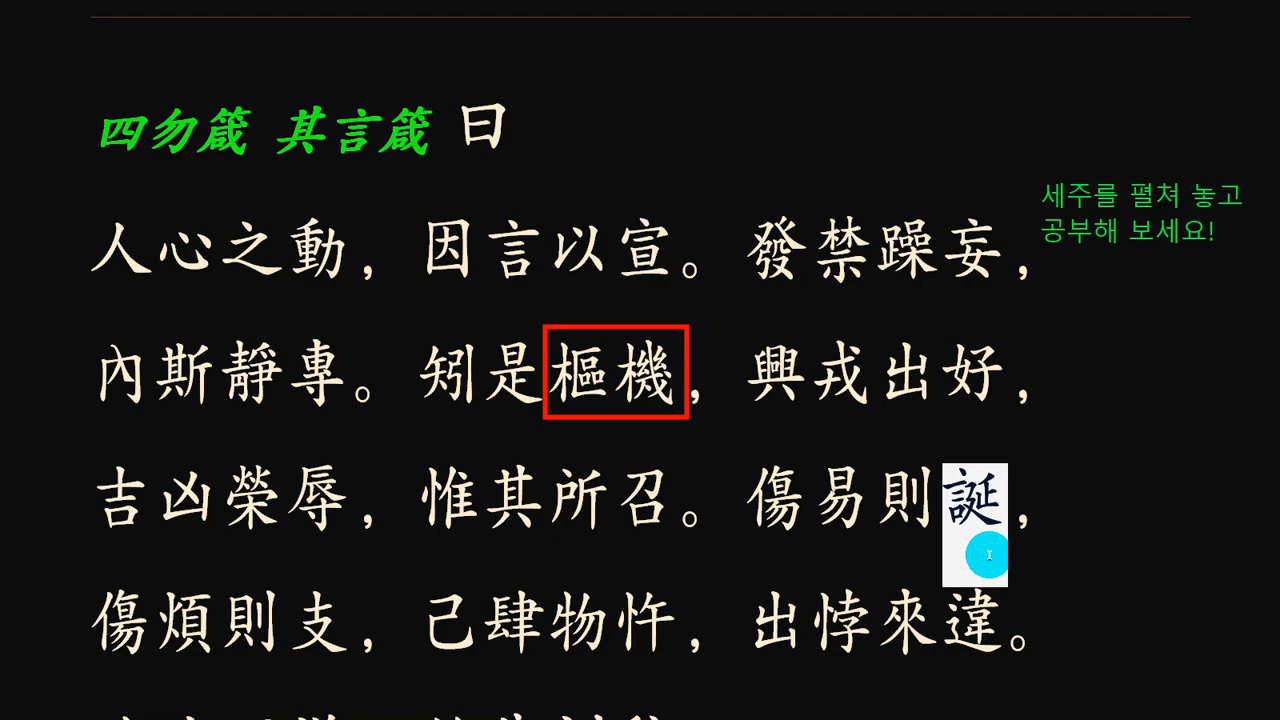 四勿箴 其言箴 曰
세주를 펼쳐 놓고
공부해 보세요!
人心之動， 因言以宣。 發禁躁妄，
內斯靜專。 矧是樞機， 興戎出好，
吉凶榮辱， 惟其所召。 傷易則誕，
傷煩則支， 己肆物忤， 出悖來違。